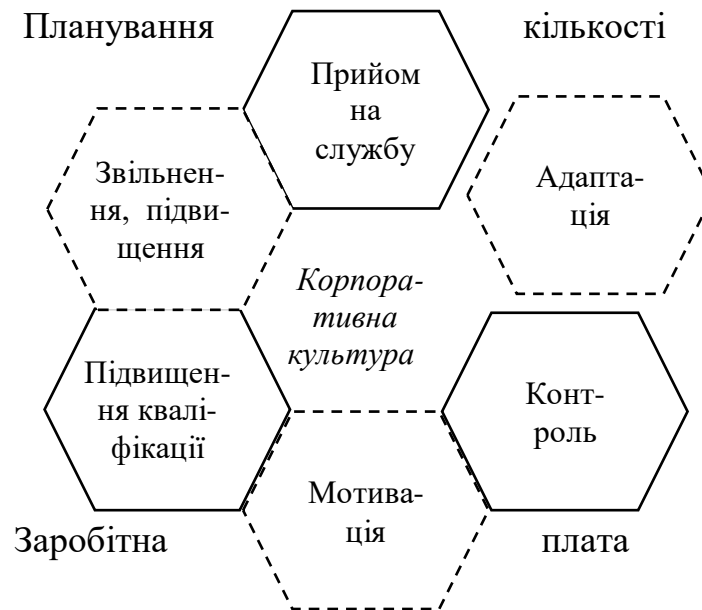 Планування
кількості
Прийом
на
службу
Звільнен-
ня, підви-
щення
Адапта-
ція
Корпора-
тивна
культура
Підвищен-
ня кваліфі-
фікації
Конт-
роль
Мотива-
ція
Заробітна
плата